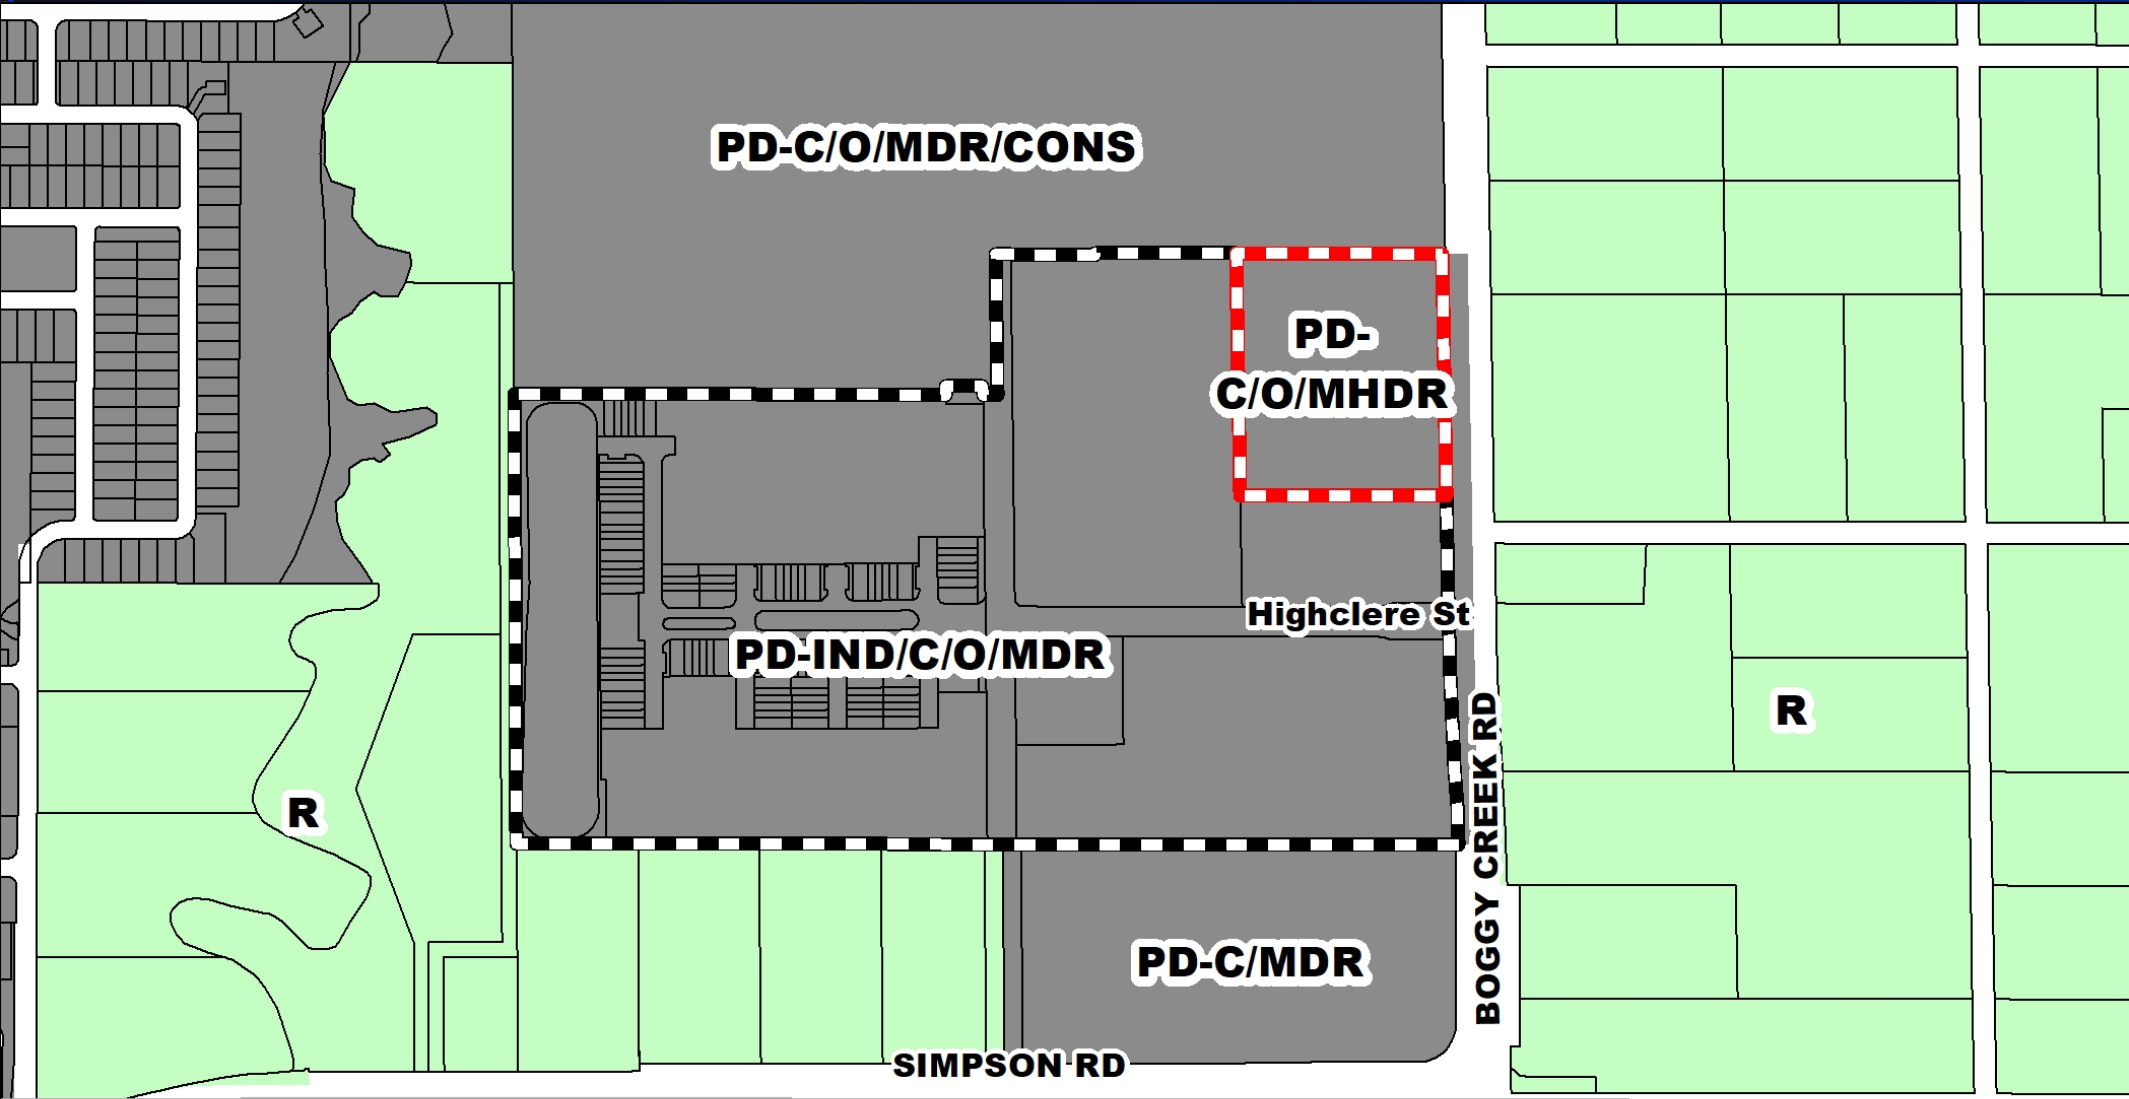 PD-C/O/MDR/CONS
PD-
C/O/MHDR
Highclere St
PD-IND/C/O/MDR
R
R
BOGGY CREEK RD
PD-C/MDR
SIMPSON RD